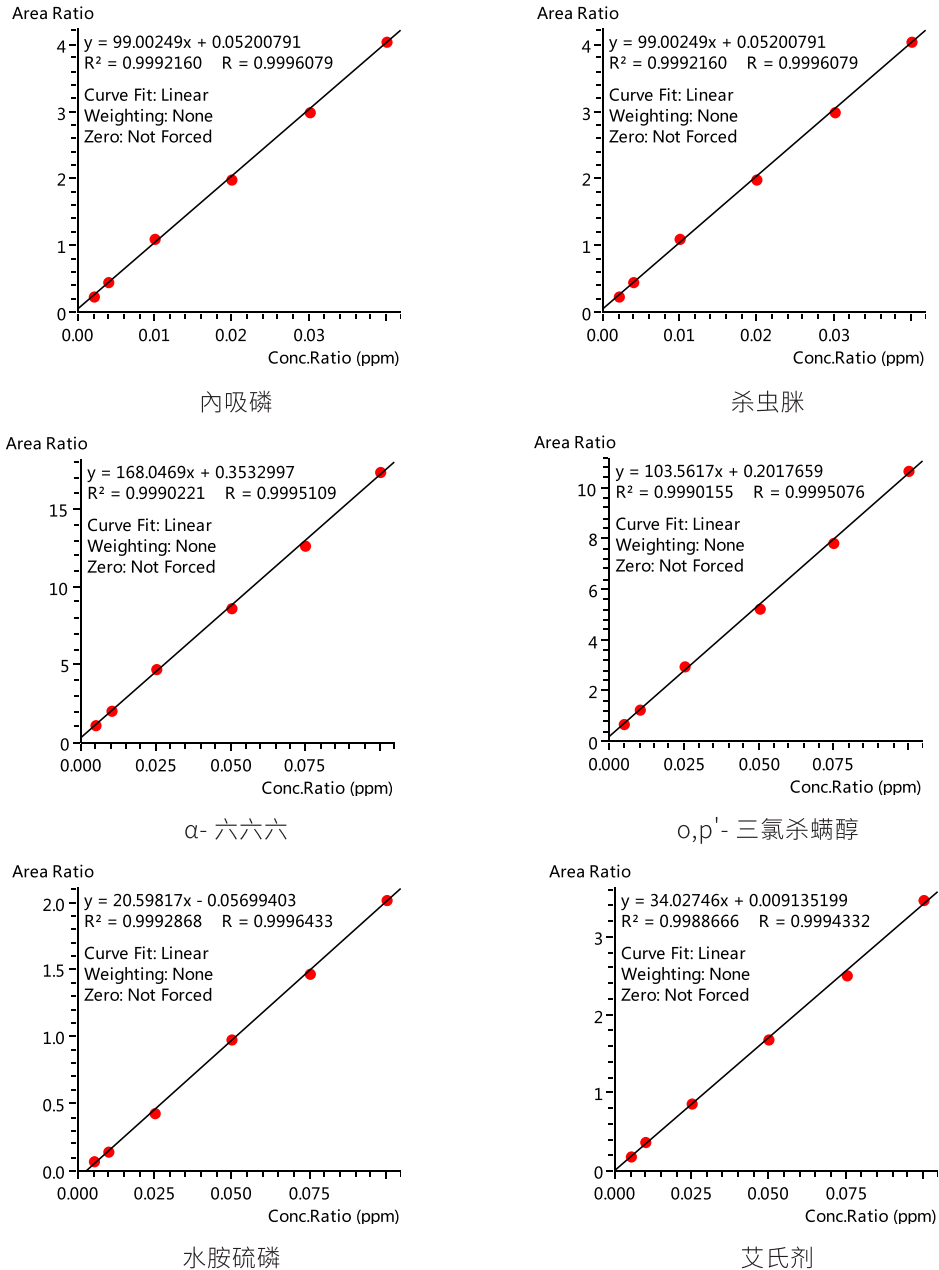 Area Ratio
y = 99.00249x + 0.05200791
R² = 0.9992160 R = 0.9996079
Curve Fit: Linear
Weighting: None
Zero: Not Forced
4
3
2
1
0
0.00 0.01 0.02 0.03
Conc.Ratio (ppm)
內吸磷
Area Ratio
y = 99.00249x + 0.05200791
R² = 0.9992160 R = 0.9996079
Curve Fit: Linear
Weighting: None
Zero: Not Forced
4
3
2
1
0
0.00 0.01 0.02 0.03
Conc.Ratio (ppm)
杀虫脒
Area Ratio
y = 168.0469x + 0.3532997
R² = 0.9990221 R = 0.9995109
Curve Fit: Linear
Weighting: None
Zero: Not Forced
15
10
5
0
0.000 0.025 0.050 0.075
Conc.Ratio (ppm)
α- 六六六
Area Ratio
y = 103.5617x + 0.2017659
R² = 0.9990155 R = 0.9995076
Curve Fit: Linear
Weighting: None
Zero: Not Forced
10
8
6
4
2
0
0.000 0.025 0.050 0.075
Conc.Ratio (ppm)
o,p'- 三氯杀螨醇
Area Ratio
y = 20.59817x - 0.05699403
R² = 0.9992868 R = 0.9996433
Curve Fit: Linear
Weighting: None
Zero: Not Forced
2.0
1.5
1.0
0.5
0.0
0.000 0.025 0.050 0.075
Conc.Ratio (ppm)
水胺硫磷
Area Ratio
y = 34.02746x + 0.009135199
R² = 0.9988666 R = 0.9994332
Curve Fit: Linear
Weighting: None
Zero: Not Forced
3
2
1
0
0.000 0.025 0.050 0.075
Conc.Ratio (ppm)
艾氏剂